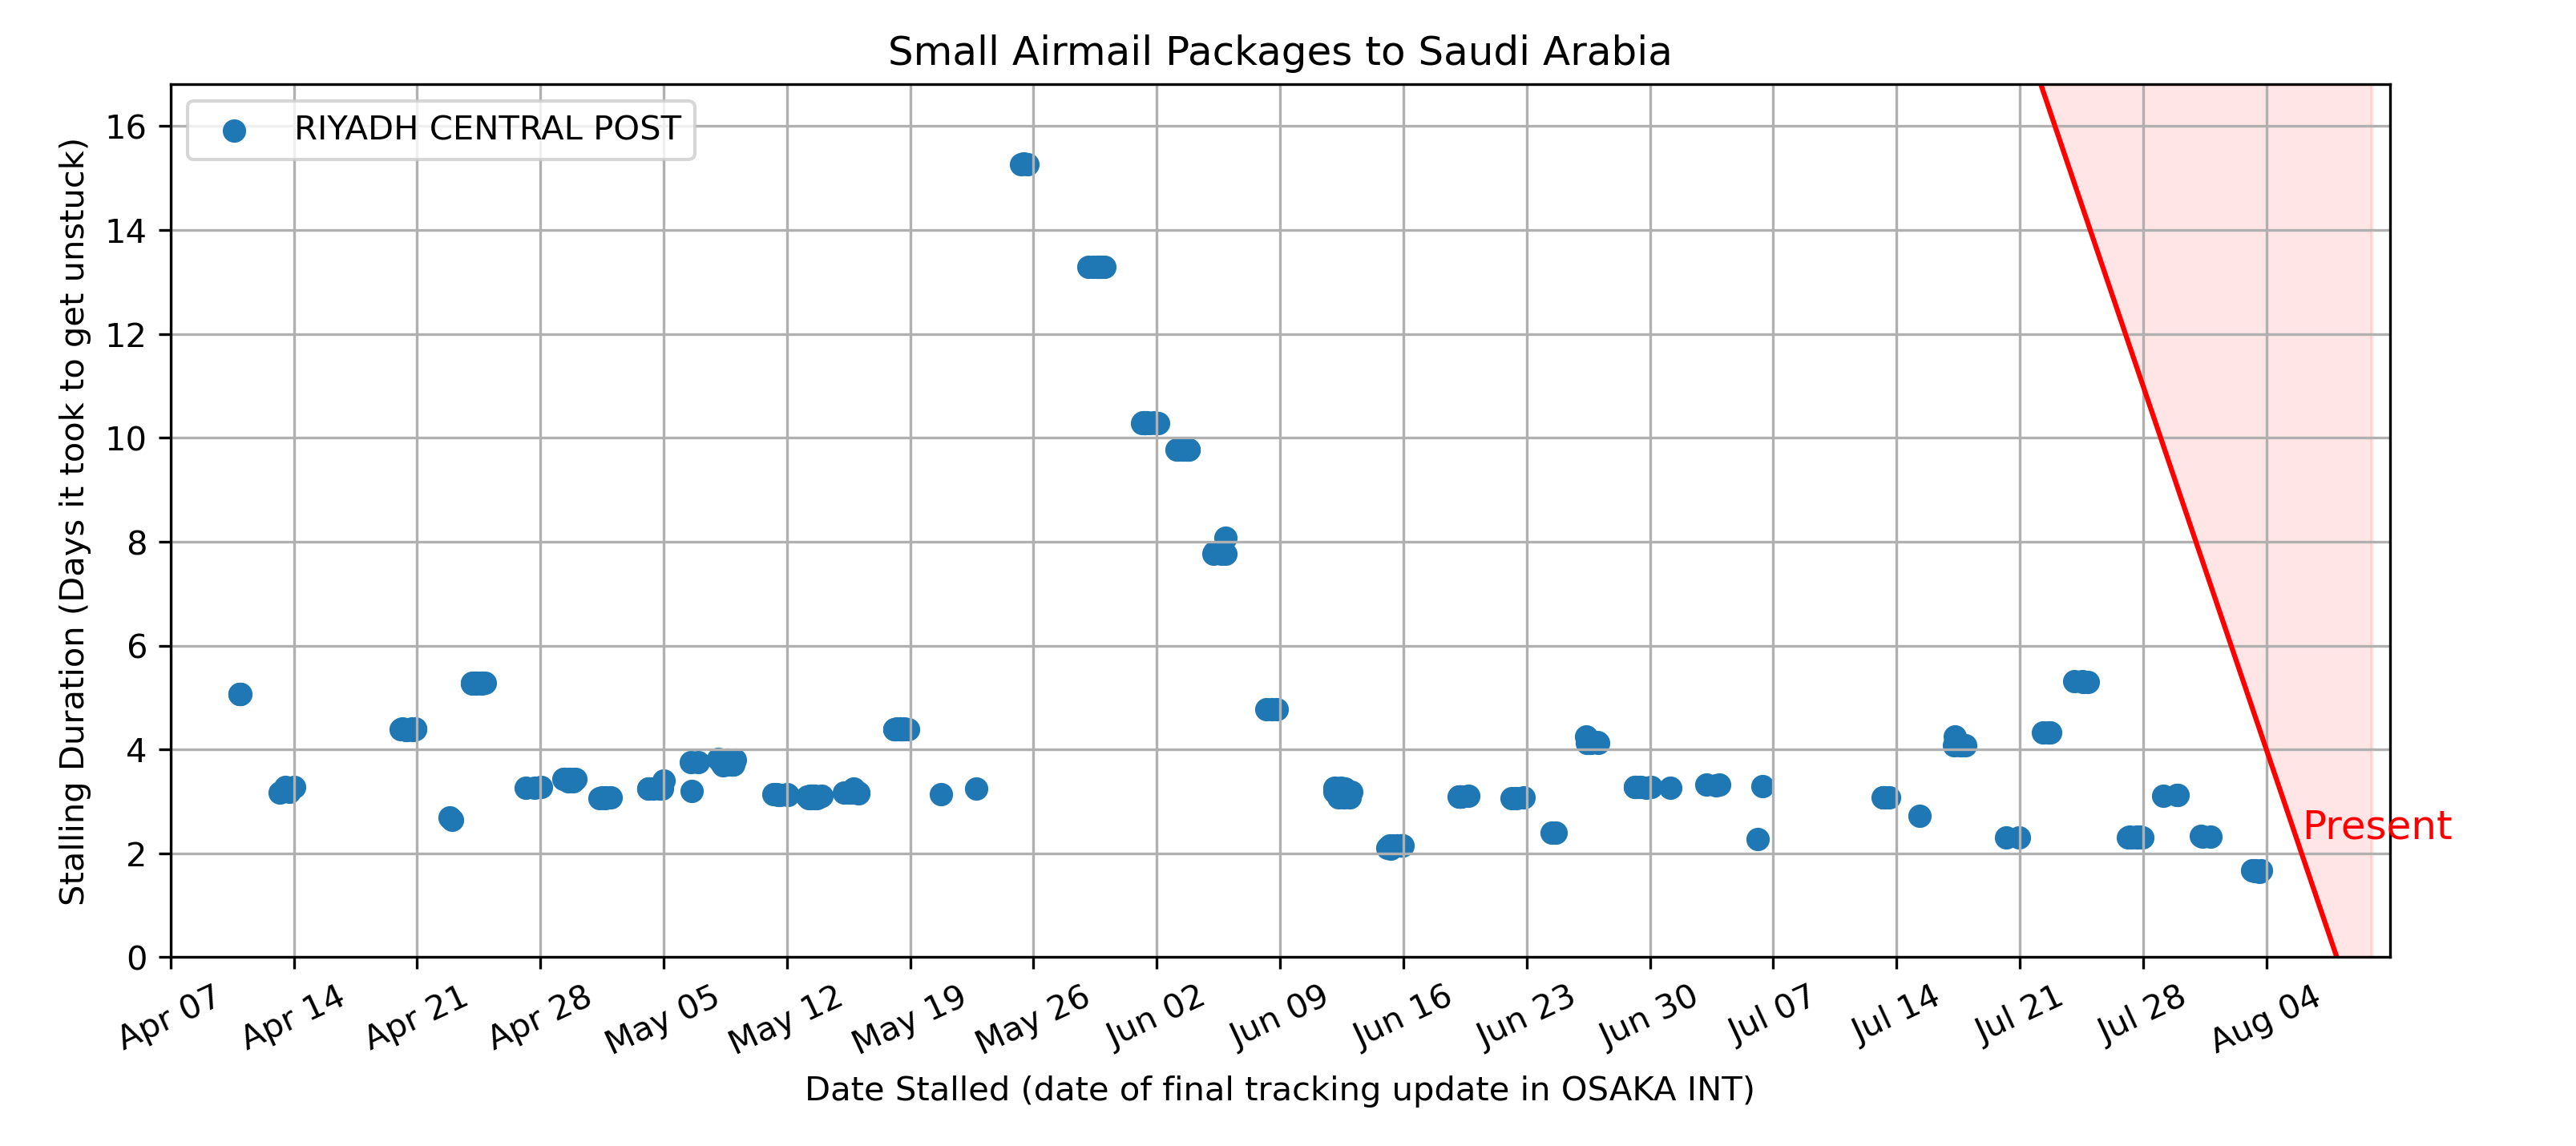 Small Airmail Packages to Saudi Arabia
RIYADH CENTRAL POST
Stalling Duration (Days it took to get unstuck)
16
14
12
10
8
6
4
2
0
Present
Apr 07
Apr 14
Apr 21
Apr 28
May 05
May 12
May 19
May 26
Jun 02
Jun 09
Jun 16
Jun 23
Jun 30
Jul 07
Jul 14
Jul 21
Jul 28
Aug 04
Date Stalled (date of final tracking update in OSAKA INT)